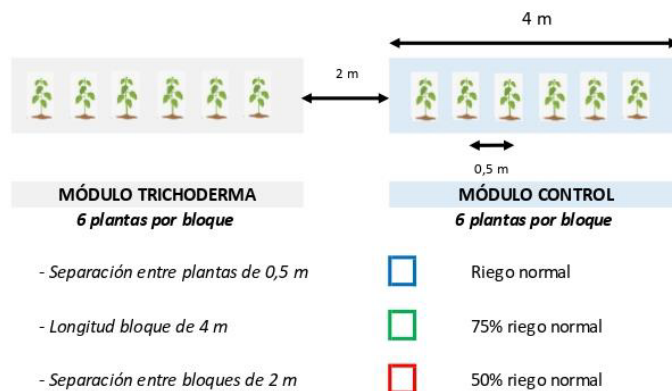 4 m
2 m
0,5 m
MÓDULO TRICHODERMA
6 plantas por bloque
MÓDULO CONTROL
6 plantas por bloque
- Separación entre plantas de 0,5 m
Riego normal
- Longitud bloque de 4 m
75% riego normal
- Separación entre bloques de 2 m
50% riego normal